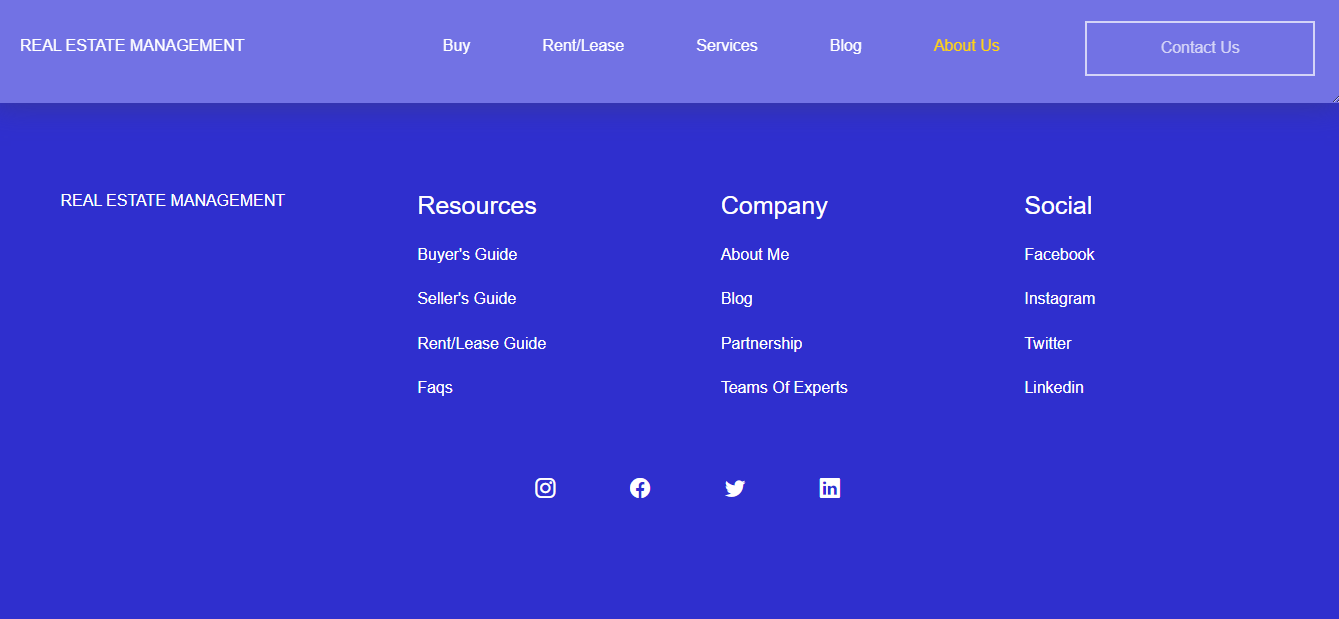 REAL ESTATE MANAGEMENT
Buy
Rent/Lease
Services
Blog
About Us
Contact Us
REAL ESTATE MANAGEMENT
Resources
Buyer's Guide
Seller's Guide
Rent/Lease Guide
Faqs
Company
About Me
Blog
Partnership
Teams Of Experts
Social
Facebook
Instagram
Twitter
Linkedin